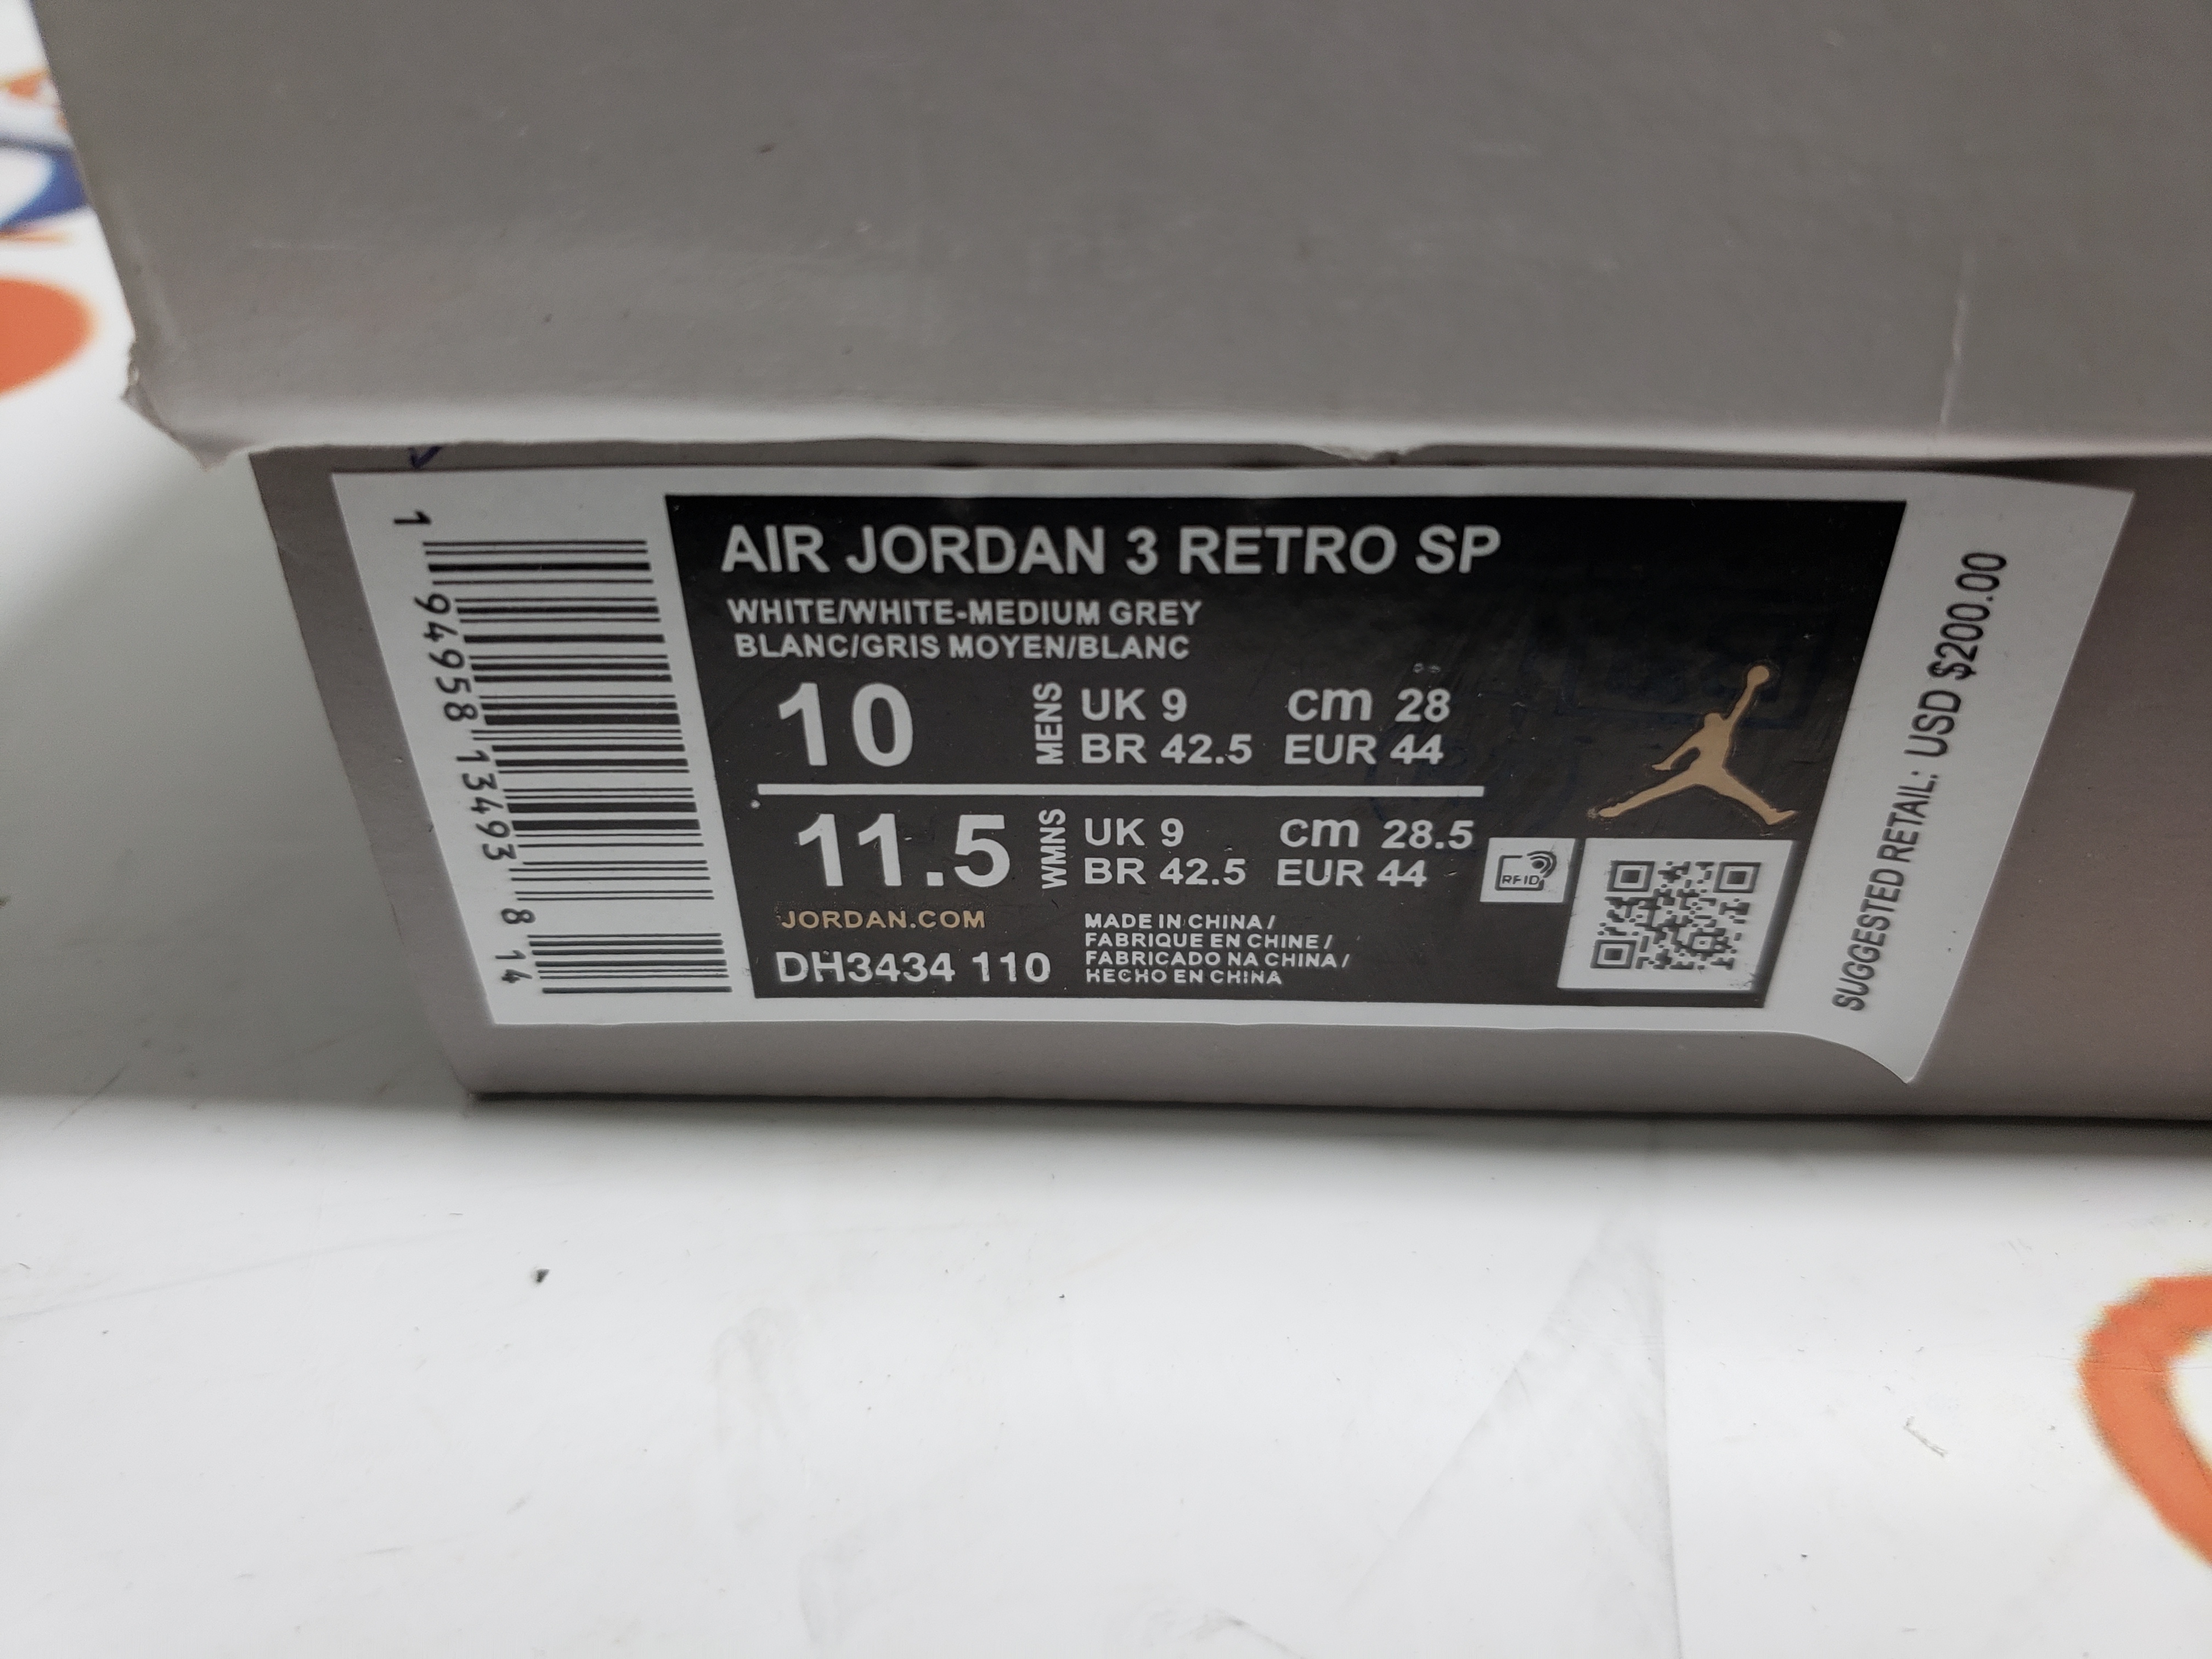 AIR JORDAN 3 RETRO SP
WHITE/WHITE-MEDIUM GREY
BLANC/GRIS MOYEN/BLANC
10 MENS UK 9 cm 28
BR 42.5 EUR 44
11.5 WMNS UK 9 cm 28.5
BR 42.5 EUR 44
RFID
JORDAN.COM
DH3434 110
MADE IN CHINA /
FABRIQUE EN CHINE /
FABRICADO NA CHINA /
HECHO EN CHINA
1 94958 13493 8 14
SUGGESTED RETAIL: USD $200.00